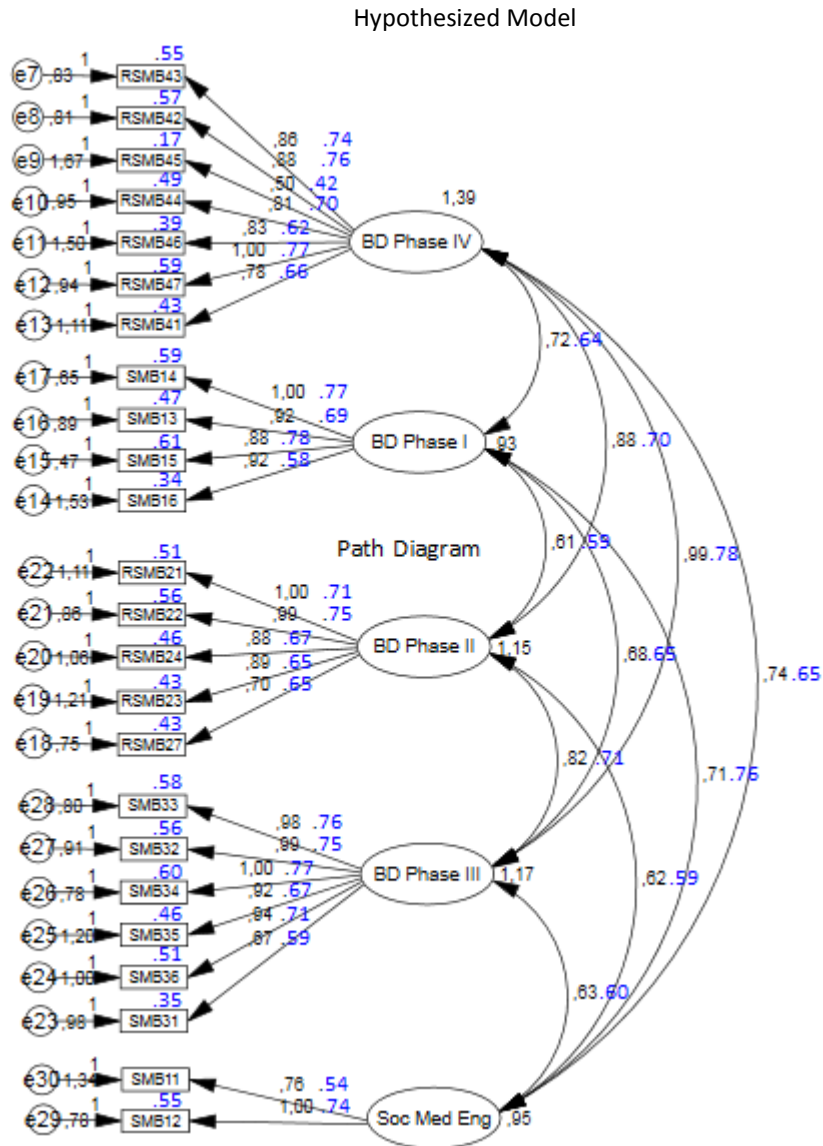 Hypothesized Model
.55
1
e7 ,83 RSMB43
.57
1
e8 ,81 RSMB42
.17
1
e9 1,67 RSMB45
.49
1
e10 ,95 RSMB44
.39
1
e11 1,50 RSMB46
.59
1
e12 ,94 RSMB47
.43
1
e13 1,11 RSMB41
,86 .74
,88 .76
,50 .42
,81 .70
,83 .62
1,00 .77
,78 .66
1,39
BD Phase IV
.59
1
e17 ,65 SMB14
.47
1
e16 ,89 SMB13
.61
1
e15 ,47 SMB15
.34
1
e14 1,53 SMB16
1,00 .77
,92 .69
,88 .78
,92 .58
BD Phase I
,93
,72 .64
,88 .70
Path Diagram
,61 .59
,99 .78
.51
1
e22 1,11 RSMB21
.56
1
e21 ,86 RSMB22
.46
1
e20 1,06 RSMB24
.43
1
e19 1,21 RSMB23
.43
1
e18 ,75 RSMB27
1,00 .71
,99 .75
,88 .67
,89 .65
,70 .65
BD Phase II
1,15
,68 .65
,74 .65
,82 .71
,71 .76
.58
1
e28 ,80 SMB33
.56
1
e27 ,91 SMB32
.60
1
e26 ,78 SMB34
.46
1
e25 1,20 SMB35
.51
1
e24 1,00 SMB36
.35
1
e23 ,98 SMB31
,98 .76
,99 .75
1,00 .77
,92 .67
,94 .71
,67 .59
BD Phase III
1,17
,62 .59
,63 .60
1
e30 1,34 SMB11
.55
1
e29 ,78 SMB12
,76 .54
1,00 .74
Soc Med Eng
,95